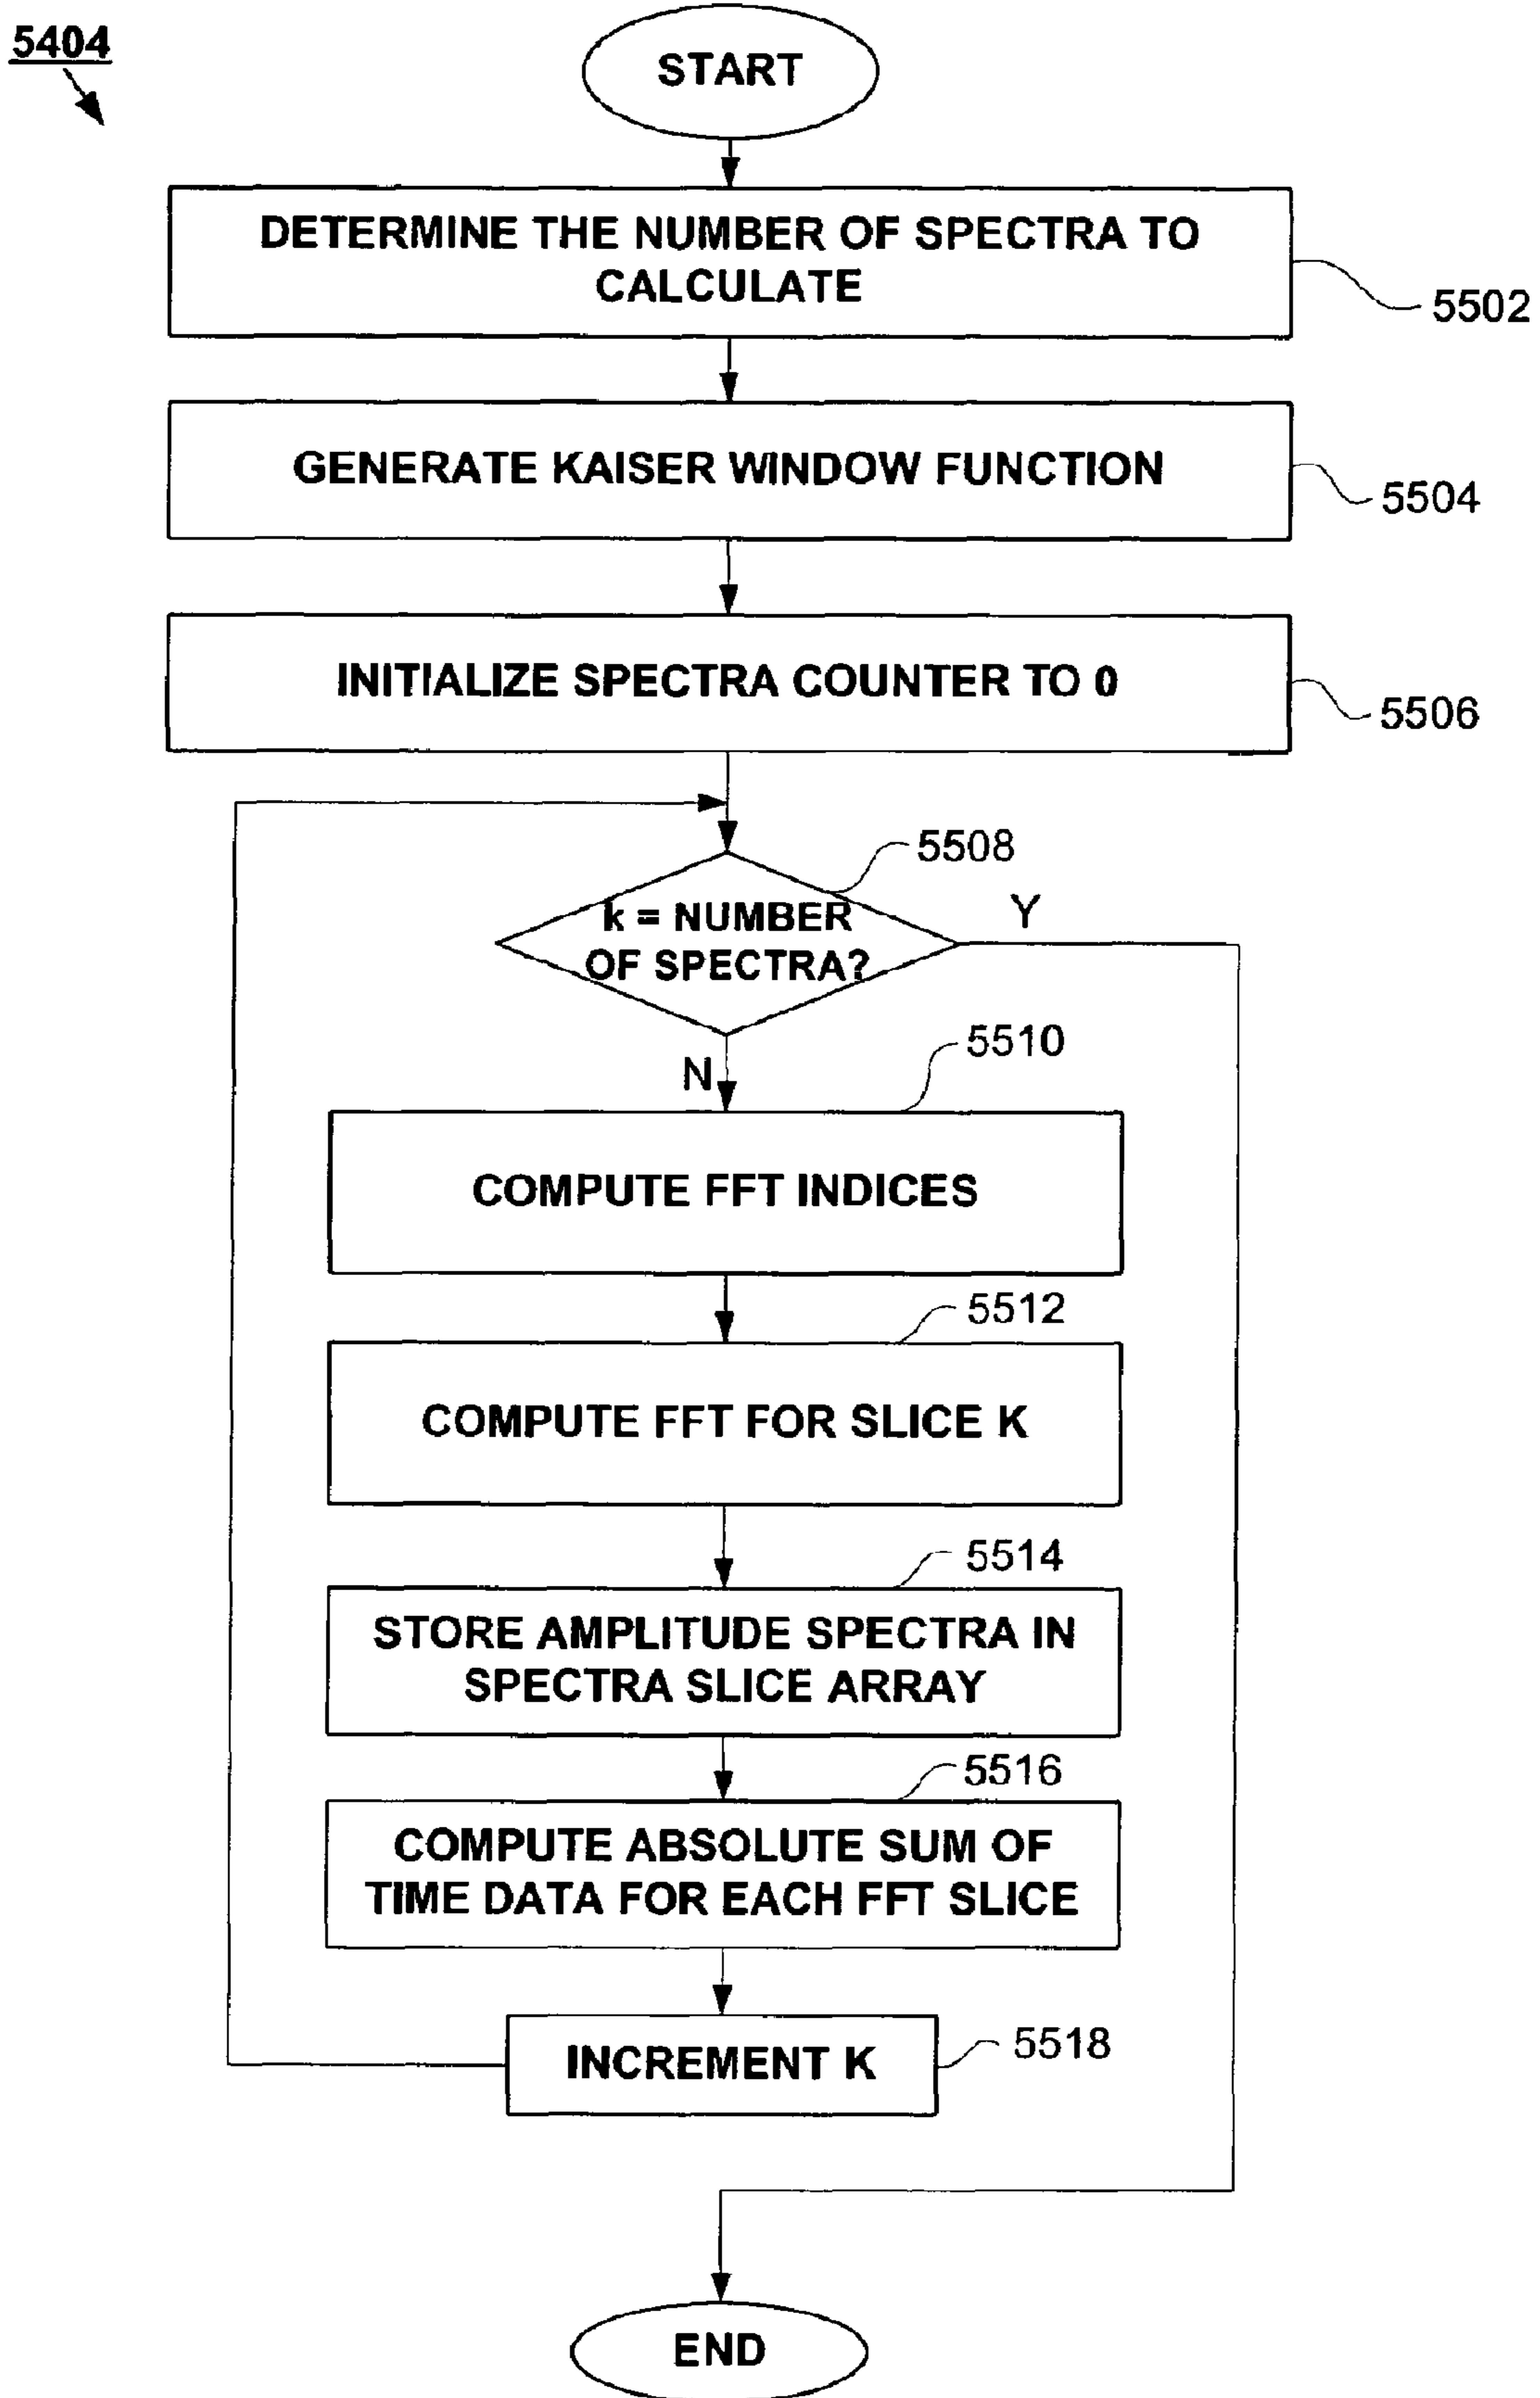 5404
START
DETERMINE THE NUMBER OF SPECTRA TO
CALCULATE
5502
GENERATE KAISER WINDOW FUNCTION
5504
INITIALIZE SPECTRA COUNTER TO 0
5506
5508
k = NUMBER
OF SPECTRA?
Y
N
5510
COMPUTE FFT INDICES
5512
COMPUTE FFT FOR SLICE K
5514
STORE AMPLITUDE SPECTRA IN
SPECTRA SLICE ARRAY
5516
COMPUTE ABSOLUTE SUM OF
TIME DATA FOR EACH FFT SLICE
INCREMENT K
5518
END